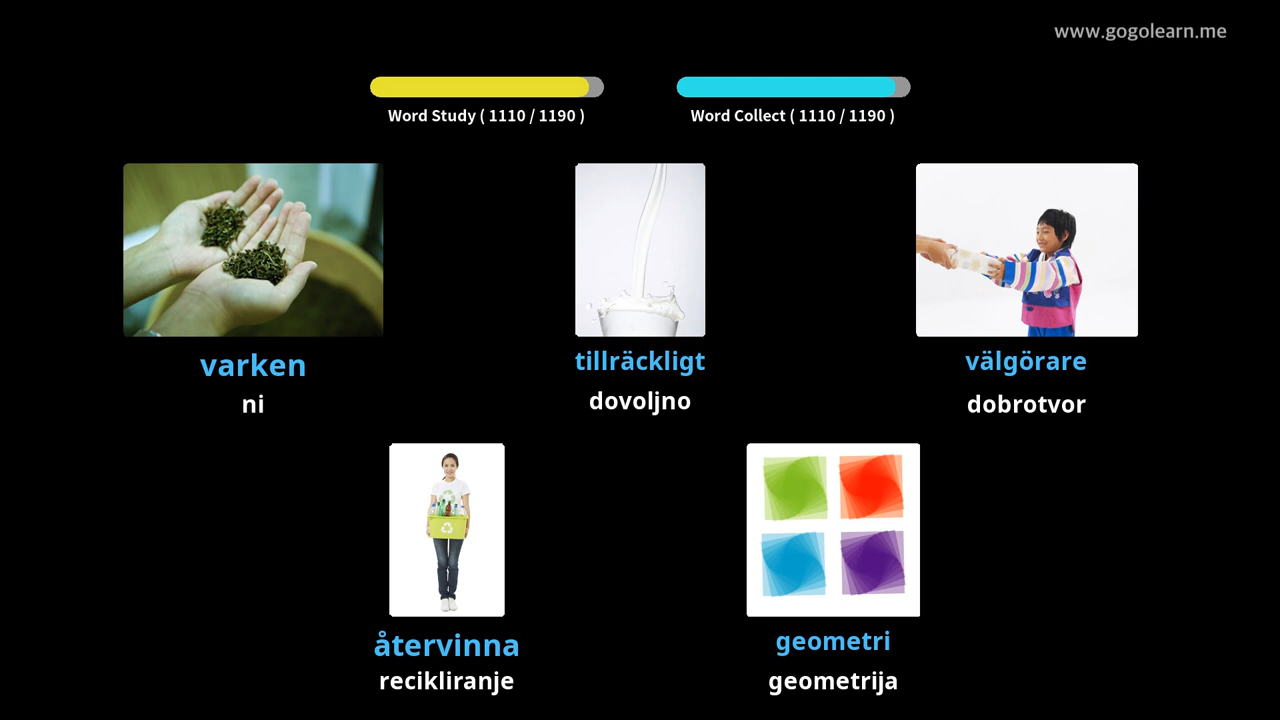 www.gogolearn.me
Word Study ( 1110 / 1190 )
Word Collect ( 1110 / 1190 )
varken
ni
tillräckligt
dovoljno
välgörare
dobrotvor
återvinna
recikliranje
geometri
geometrija